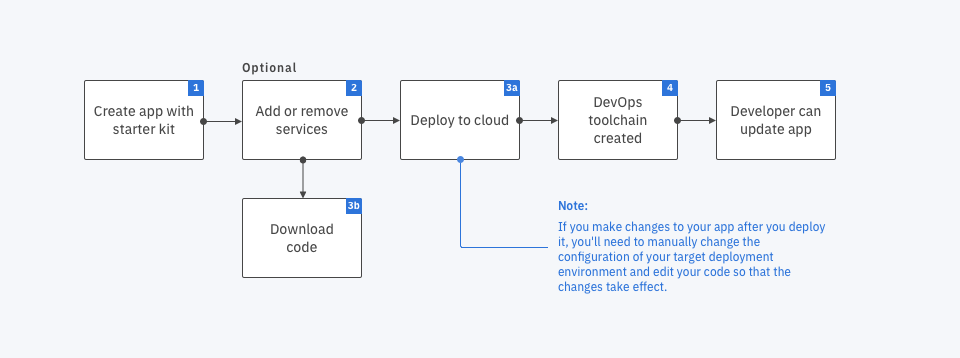 Optional
1
Create app with
starter kit
2
Add or remove
services
3a
Deploy to cloud
4
DevOps
toolchain
created
5
Developer can
update app
3b
Download
code
Note:
If you make changes to your app after you deploy
it, you'll need to manually change the
configuration of your target deployment
environment and edit your code so that the
changes take effect.